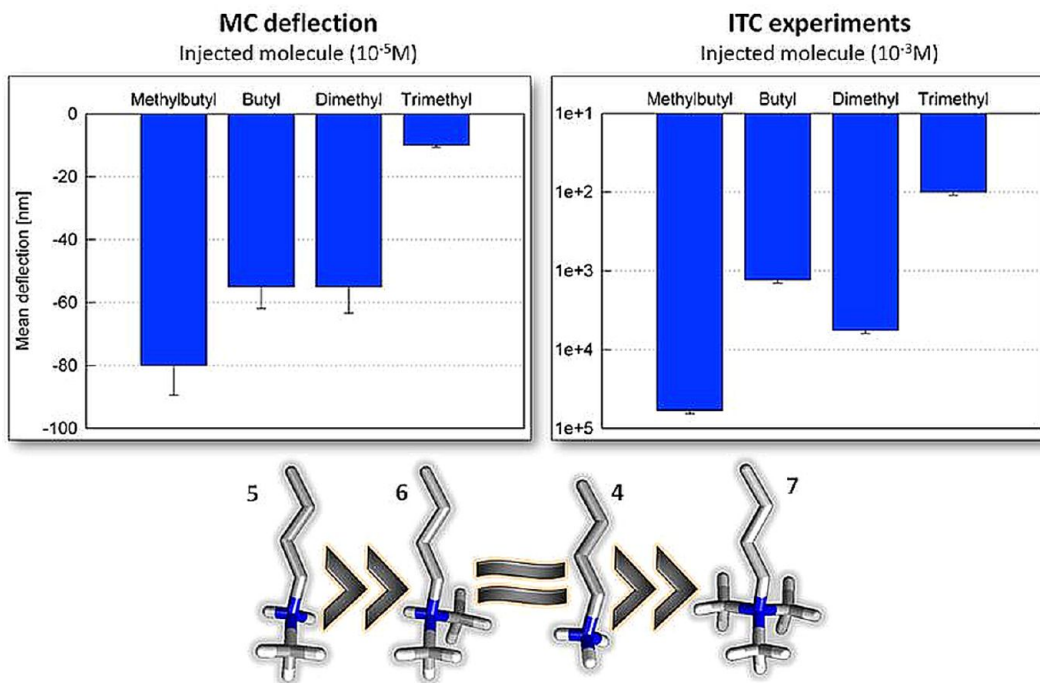 MC deflection
Injected molecule (10⁻⁵M)
Methylbutyl Butyl Dimethyl Trimethyl
0
-20
-40
-60
-80
-100
Mean deflection [nm]
ITC experiments
Injected molecule (10⁻³M)
Methylbutyl Butyl Dimethyl Trimethyl
1e+1
1e+2
1e+3
1e+4
1e+5
5 6 4 7